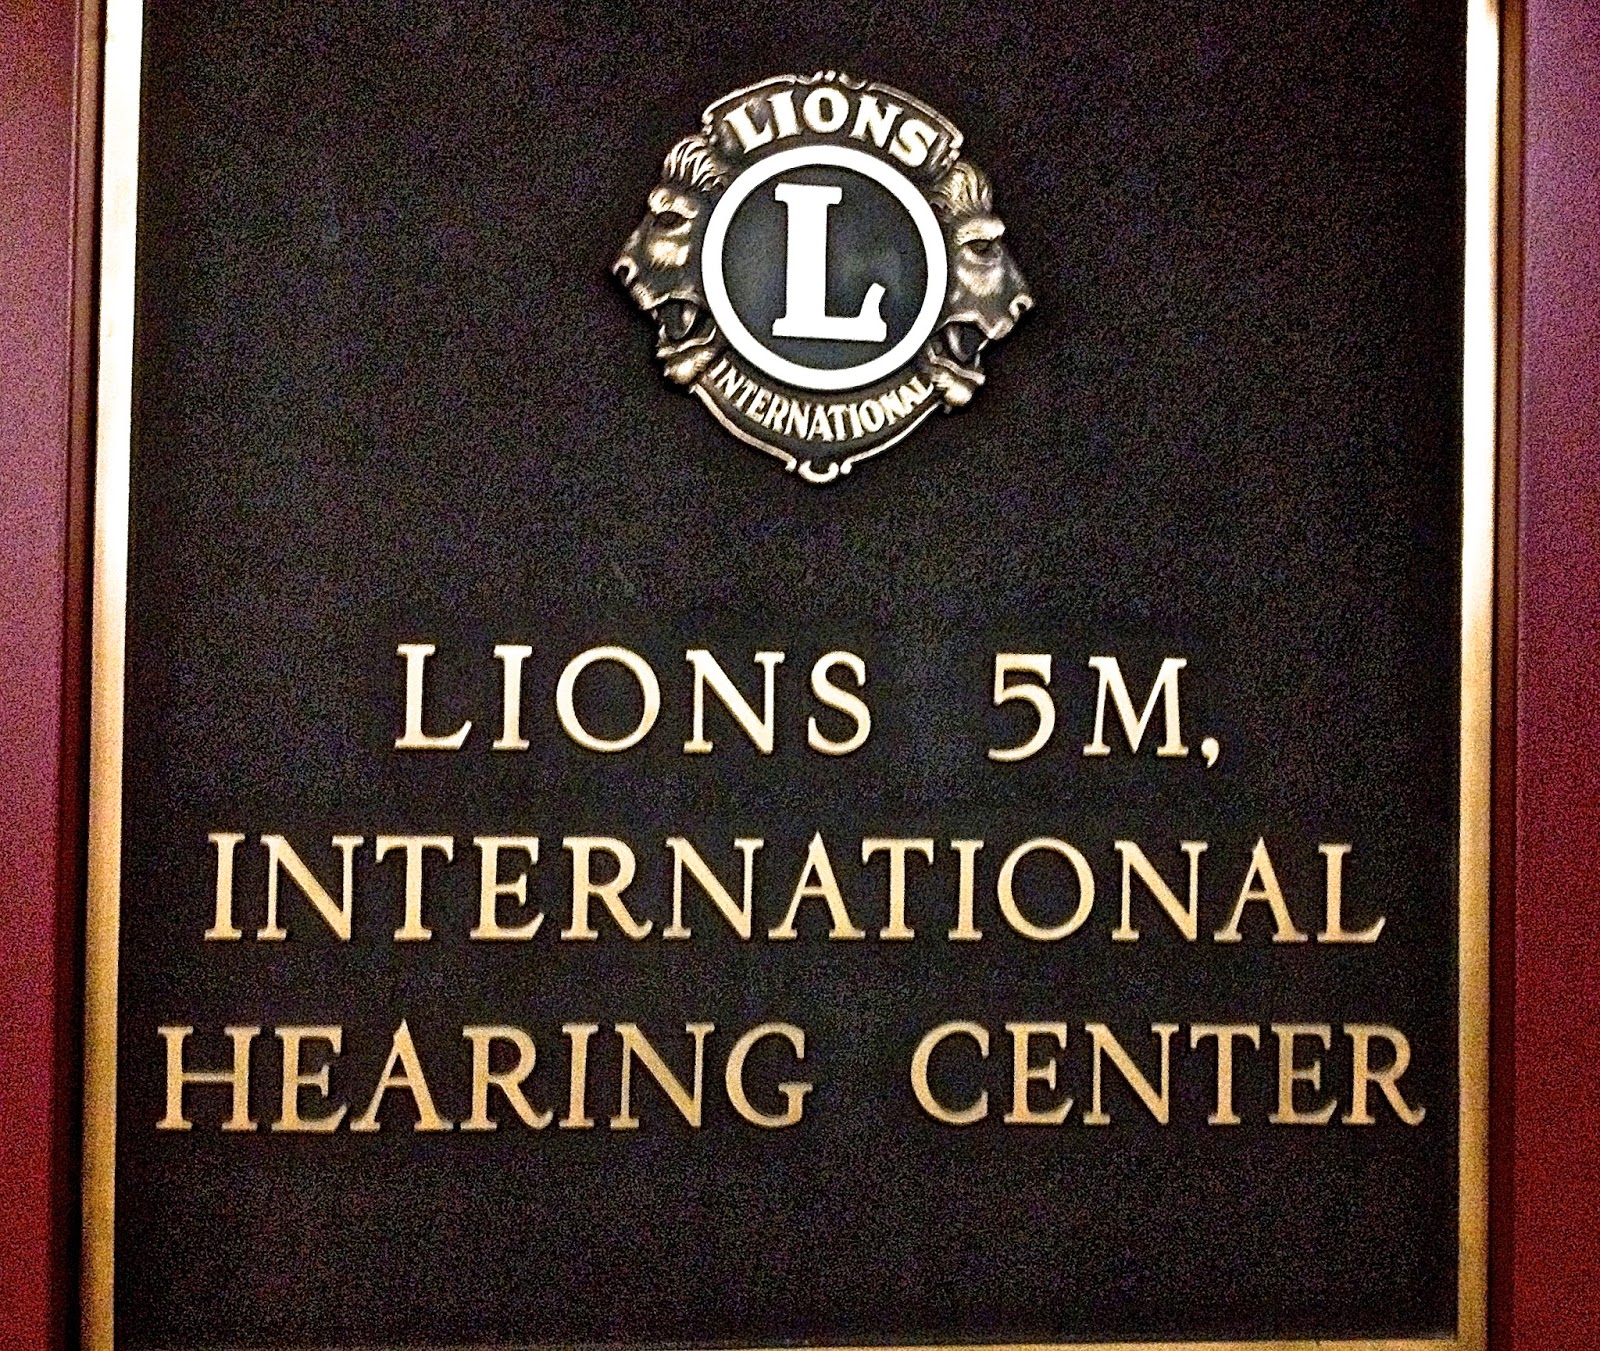 LIONS
L
INTERNATIONAL
LIONS 5M,
INTERNATIONAL
HEARING CENTER